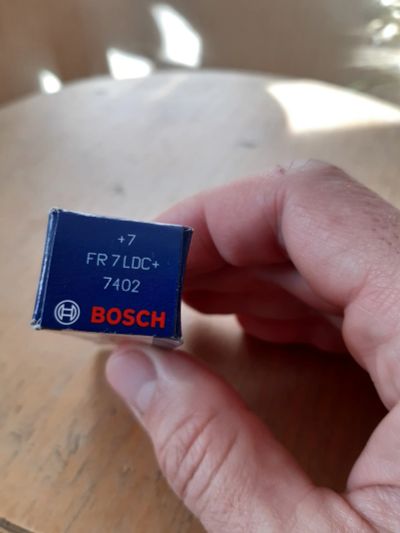 +7
FR7LDC+
7402
BOSCH